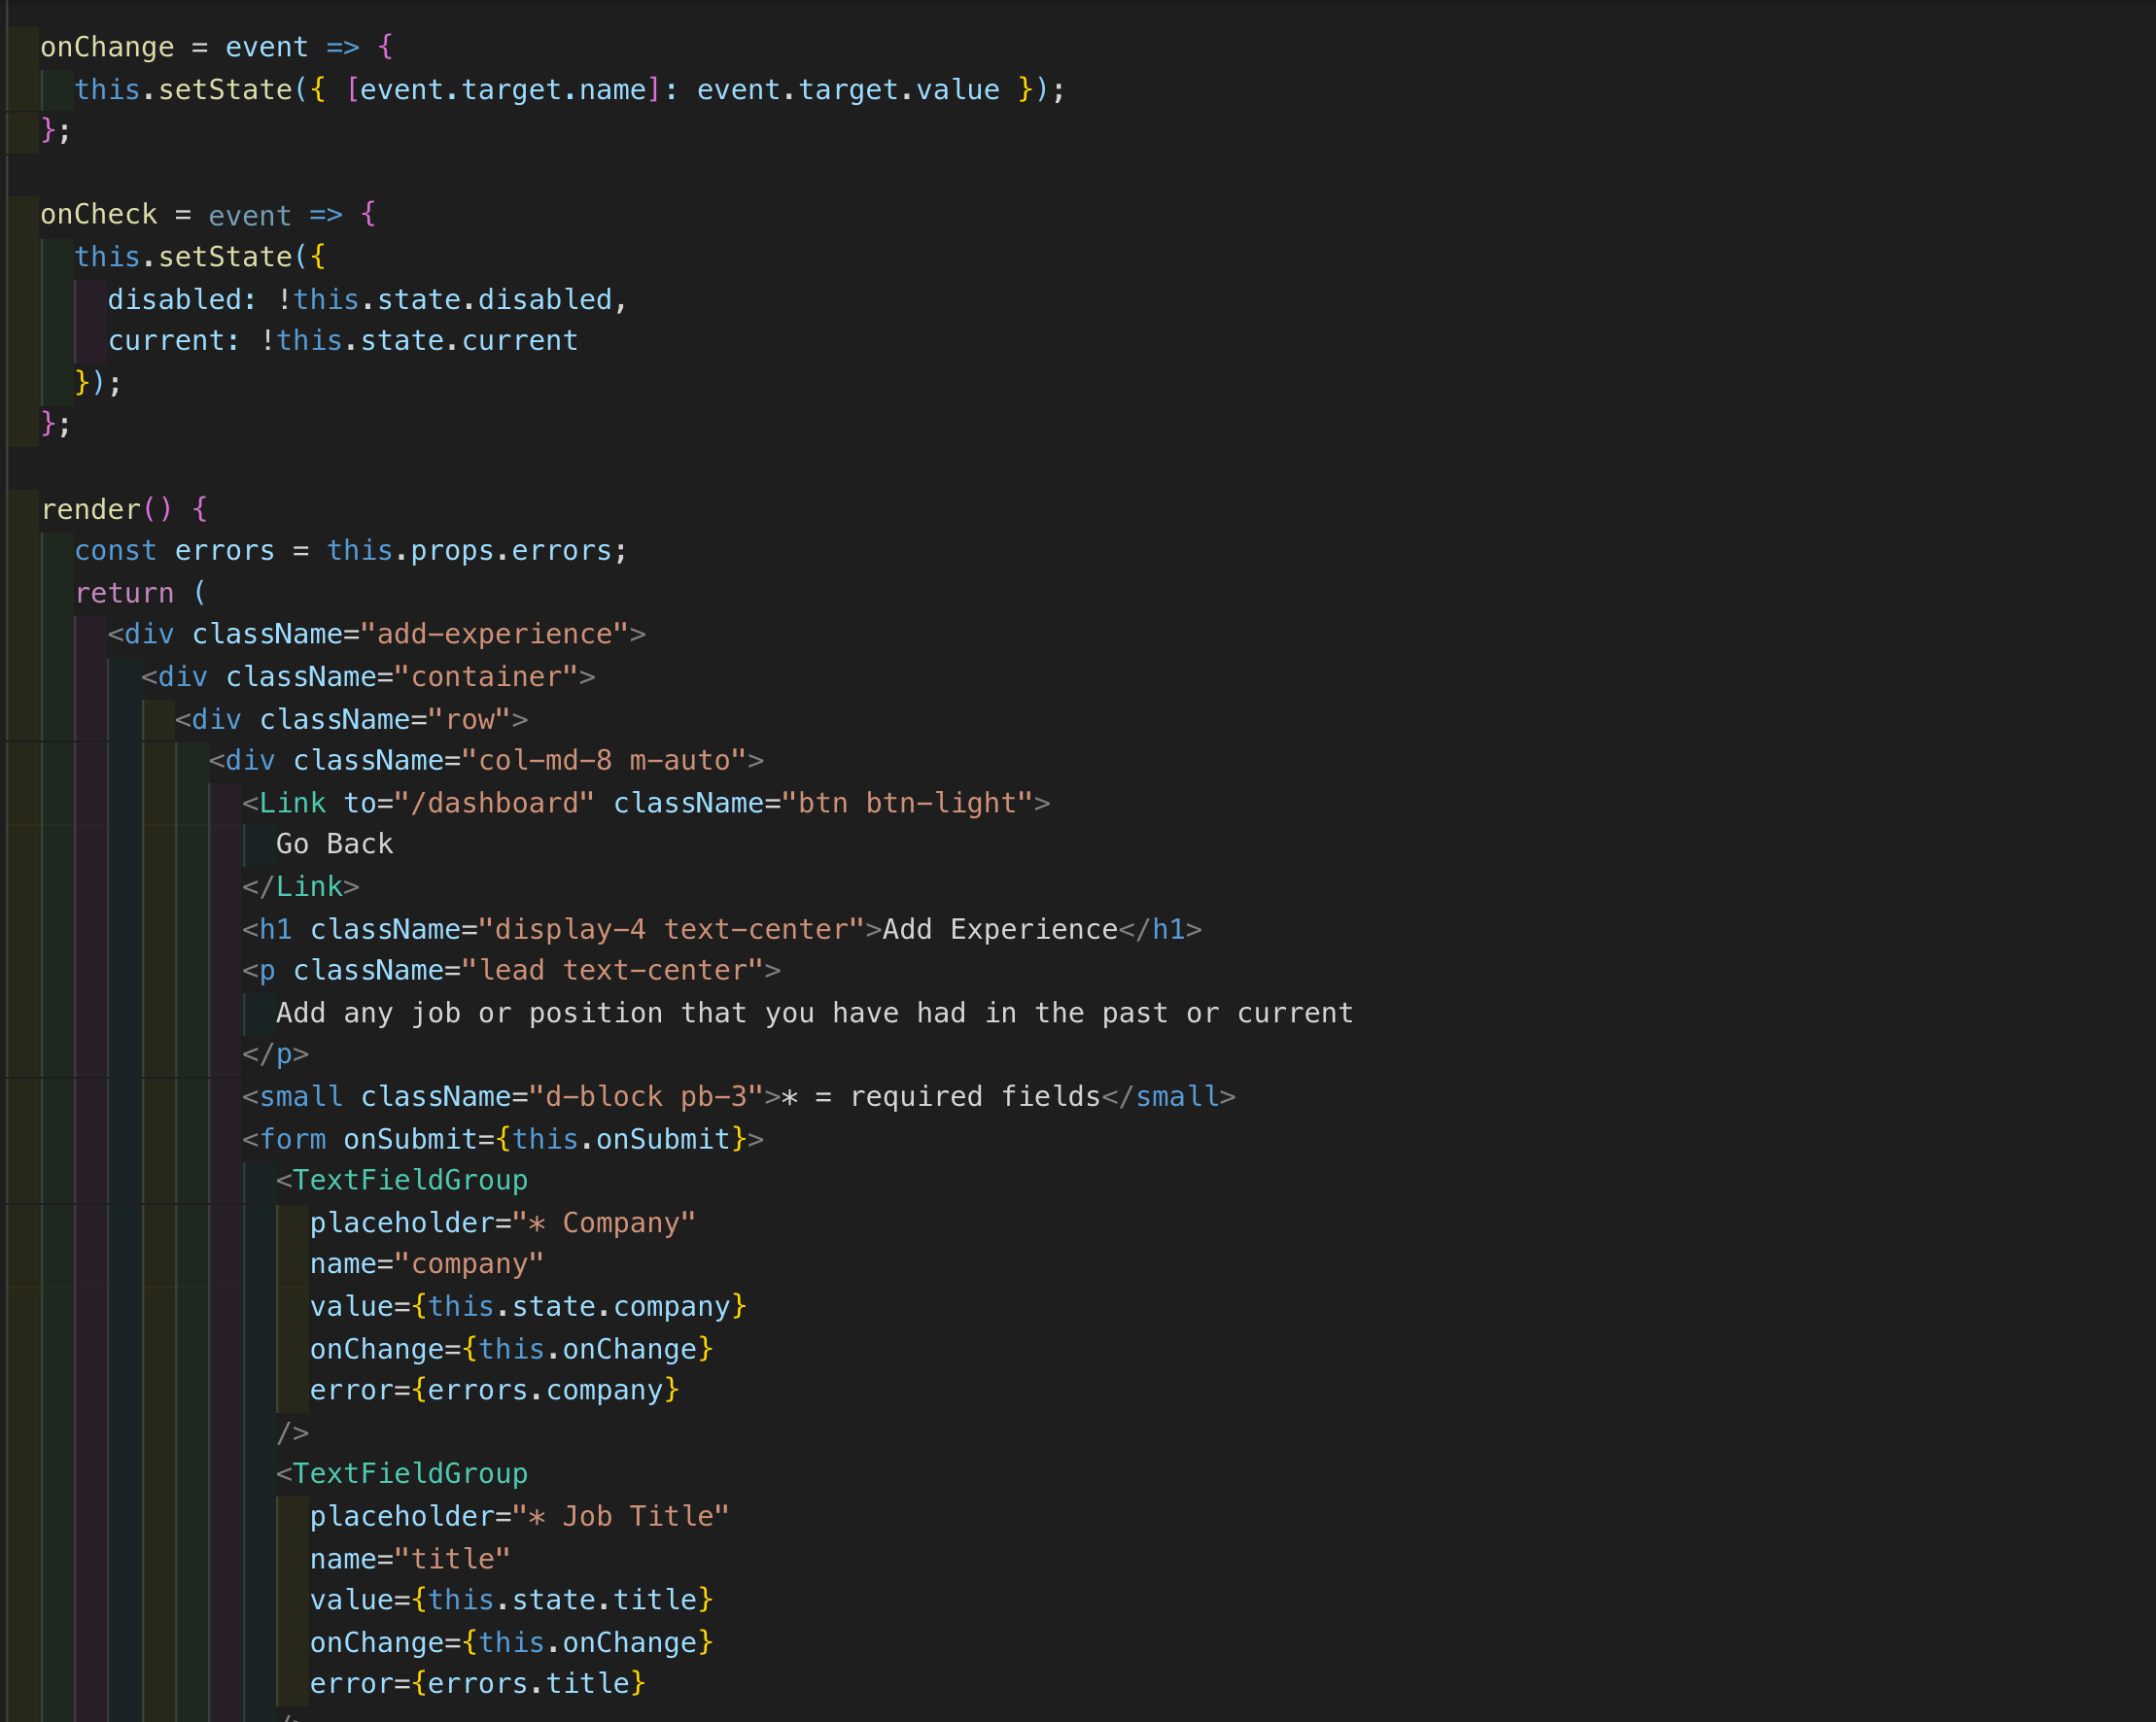 onChange = event => {
  this.setState({ [event.target.name]: event.target.value });
};
onCheck = event => {
  this.setState({
    disabled: !this.state.disabled,
    current: !this.state.current
  });
};
render() {
  const errors = this.props.errors;
  return (
    <div className="add-experience">
      <div className="container">
        <div className="row">
          <div className="col-md-8 m-auto">
            <Link to="/dashboard" className="btn btn-light">
              Go Back
            </Link>
            <h1 className="display-4 text-center">Add Experience</h1>
            <p className="lead text-center">
              Add any job or position that you have had in the past or current
            </p>
            <small className="d-block pb-3">* = required fields</small>
            <form onSubmit={this.onSubmit}>
              <TextFieldGroup
                placeholder="* Company"
                name="company"
                value={this.state.company}
                onChange={this.onChange}
                error={errors.company}
              />
              <TextFieldGroup
                placeholder="* Job Title"
                name="title"
                value={this.state.title}
                onChange={this.onChange}
                error={errors.title}